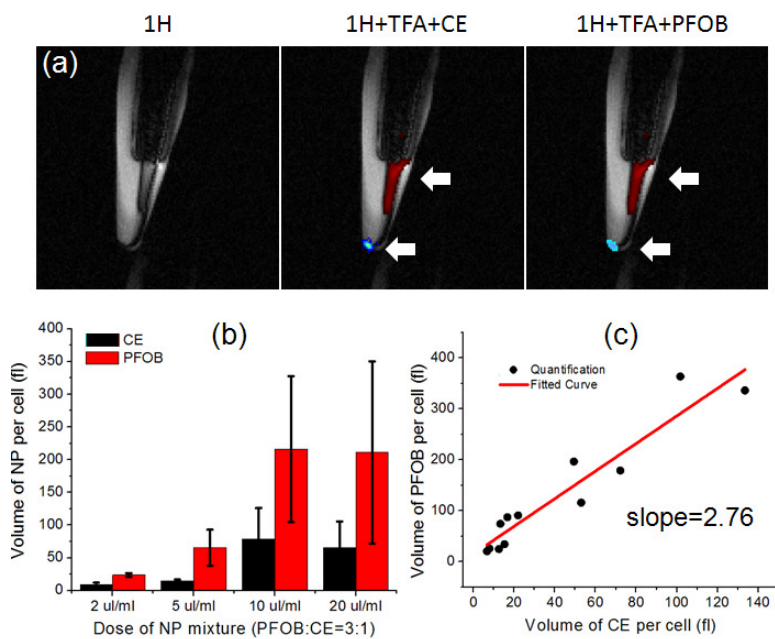 1H
1H+TFA+CE
1H+TFA+PFOB
(a)
(b)
CE
PFOB
Volume of NP per cell (fl)
400
350
300
250
200
150
100
50
0
2 ul/ml
5 ul/ml
10 ul/ml
20 ul/ml
Dose of NP mixture (PFOB:CE=3:1)
(c)
Quantification
Fitted Curve
Volume of PFOB per cell (fl)
400
300
200
100
0
slope=2.76
0
20
40
60
80
100
120
140
Volume of CE per cell (fl)